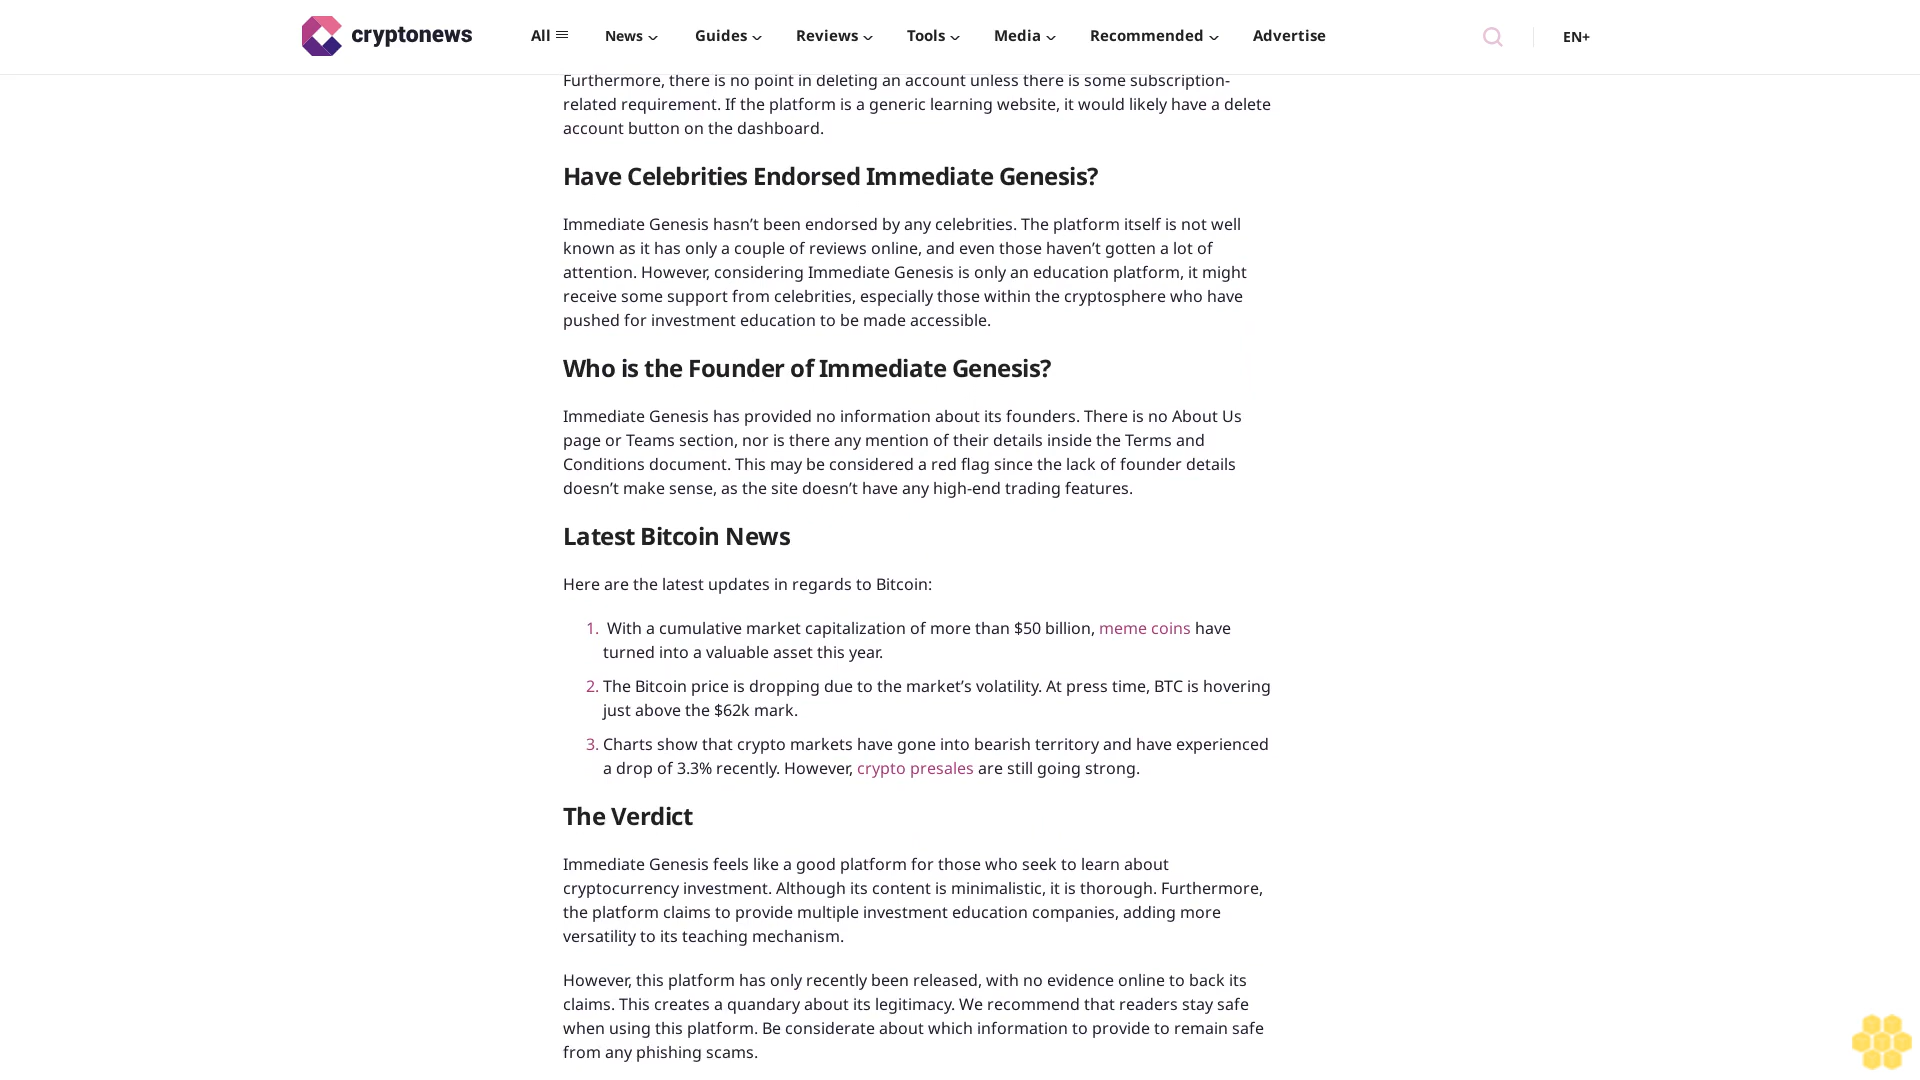 cryptonews
All
News
Guides
Reviews
Tools
Media
Recommended
Advertise
EN+
Furthermore, there is no point in deleting an account unless there is some subscription-
related requirement. If the platform is a generic learning website, it would likely have a delete
account button on the dashboard.
Have Celebrities Endorsed Immediate Genesis?
Immediate Genesis hasn’t been endorsed by any celebrities. The platform itself is not well
known as it has only a couple of reviews online, and even those haven’t gotten a lot of
attention. However, considering Immediate Genesis is only an education platform, it might
receive some support from celebrities, especially those within the cryptosphere who have
pushed for investment education to be made accessible.
Who is the Founder of Immediate Genesis?
Immediate Genesis has provided no information about its founders. There is no About Us
page or Teams section, nor is there any mention of their details inside the Terms and
Conditions document. This may be considered a red flag since the lack of founder details
doesn’t make sense, as the site doesn’t have any high-end trading features.
Latest Bitcoin News
Here are the latest updates in regards to Bitcoin:
1. With a cumulative market capitalization of more than $50 billion, meme coins have
turned into a valuable asset this year.
2. The Bitcoin price is dropping due to the market’s volatility. At press time, BTC is hovering
just above the $62k mark.
3. Charts show that crypto markets have gone into bearish territory and have experienced
a drop of 3.3% recently. However, crypto presales are still going strong.
The Verdict
Immediate Genesis feels like a good platform for those who seek to learn about
cryptocurrency investment. Although its content is minimalistic, it is thorough. Furthermore,
the platform claims to provide multiple investment education companies, adding more
versatility to its teaching mechanism.
However, this platform has only recently been released, with no evidence online to back its
claims. This creates a quandary about its legitimacy. We recommend that readers stay safe
when using this platform. Be considerate about which information to provide to remain safe
from any phishing scams.